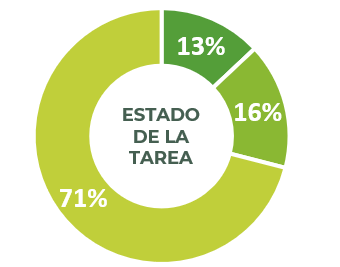 13%
16%
ESTADO
DE LA
TAREA
71%